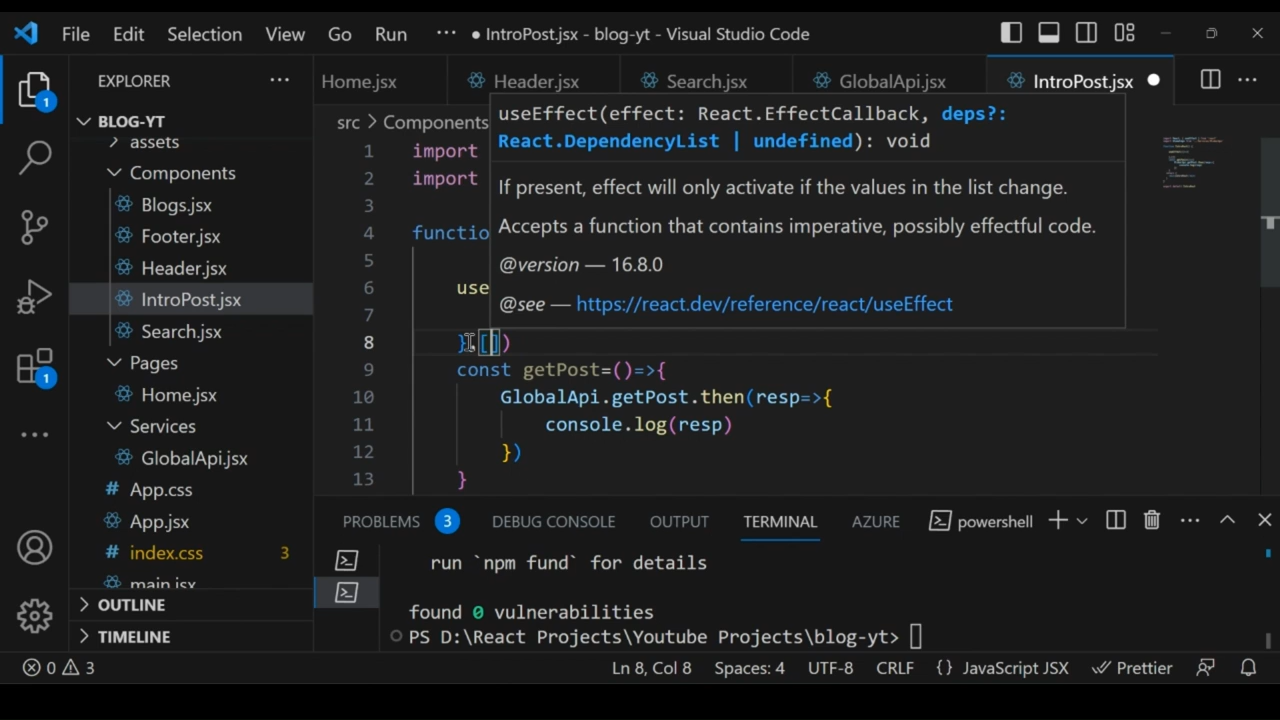 File Edit Selection View Go Run ··· ● IntroPost.jsx - blog-yt - Visual Studio Code
EXPLORER ···
Home.jsx Header.jsx Search.jsx GlobalApi.jsx IntroPost.jsx ● ···
1
BLOG-YT
assets
Components
Blogs.jsx
Footer.jsx
Header.jsx
IntroPost.jsx
Search.jsx
Pages
Home.jsx
Services
GlobalApi.jsx
App.css
App.jsx
index.css 3
main.jsx
OUTLINE
TIMELINE
1
src > Components
useEffect(effect: React.EffectCallback, deps?:
React.DependencyList | undefined): void
If present, effect will only activate if the values in the list change.
Accepts a function that contains imperative, possibly effectful code.
@version — 16.8.0
@see — https://react.dev/reference/react/useEffect
1 import
2 import
3
4 functio
5
6 use
7
8 } [])
9 const getPost=()=>{
10 GlobalApi.getPost.then(resp=>{
11 console.log(resp)
12 })
13 }
PROBLEMS 3 DEBUG CONSOLE OUTPUT TERMINAL AZURE powershell ···
run `npm fund` for details
found 0 vulnerabilities
PS D:\React Projects\Youtube Projects\blog-yt>
0 3 Ln 8, Col 8 Spaces: 4 UTF-8 CRLF {} JavaScript JSX Prettier